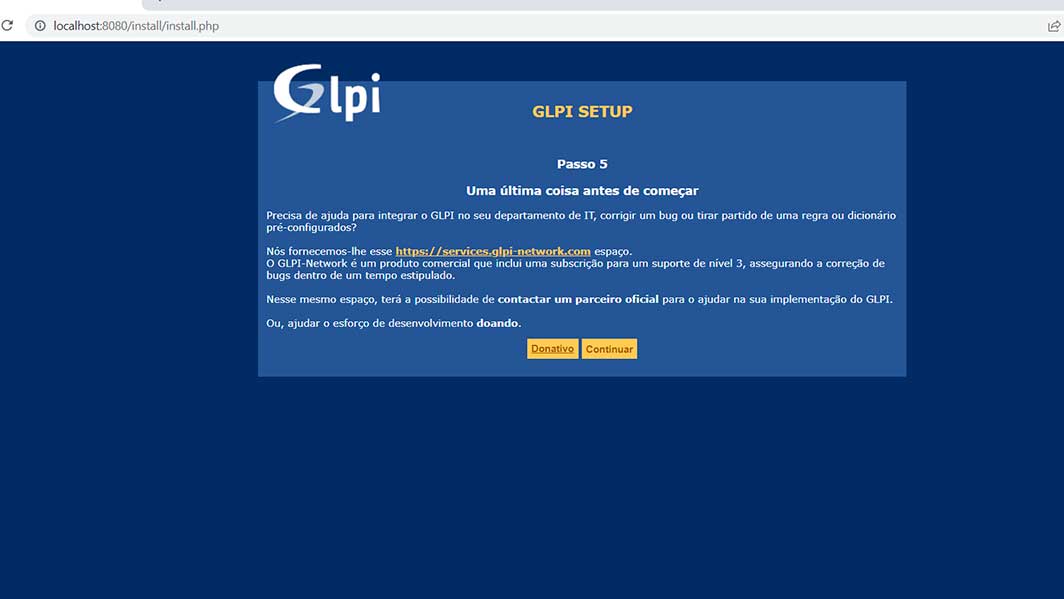 localhost:8080/install/install.php
Glpi
GLPI SETUP
Passo 5
Uma última coisa antes de começar
Precisa de ajuda para integrar o GLPI no seu departamento de IT, corrigir um bug ou tirar partido de uma regra ou dicionário
pré-configurados?
Nós fornecemos-lhe esse https://services.glpi-network.com espaço.
O GLPI-Network é um produto comercial que inclui uma subscrição para um suporte de nível 3, assegurando a correção de
bugs dentro de um tempo estipulado.
Nesse mesmo espaço, terá a possibilidade de contactar um parceiro oficial para o ajudar na sua implementação do GLPI.
Ou, ajudar o esforço de desenvolvimento doando.
Donativo Continuar